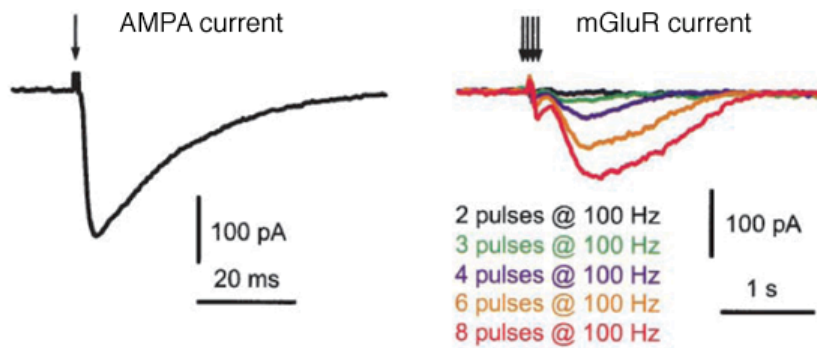 AMPA current
100 pA
20 ms
mGluR current
2 pulses @ 100 Hz
3 pulses @ 100 Hz
4 pulses @ 100 Hz
6 pulses @ 100 Hz
8 pulses @ 100 Hz
100 pA
1 s